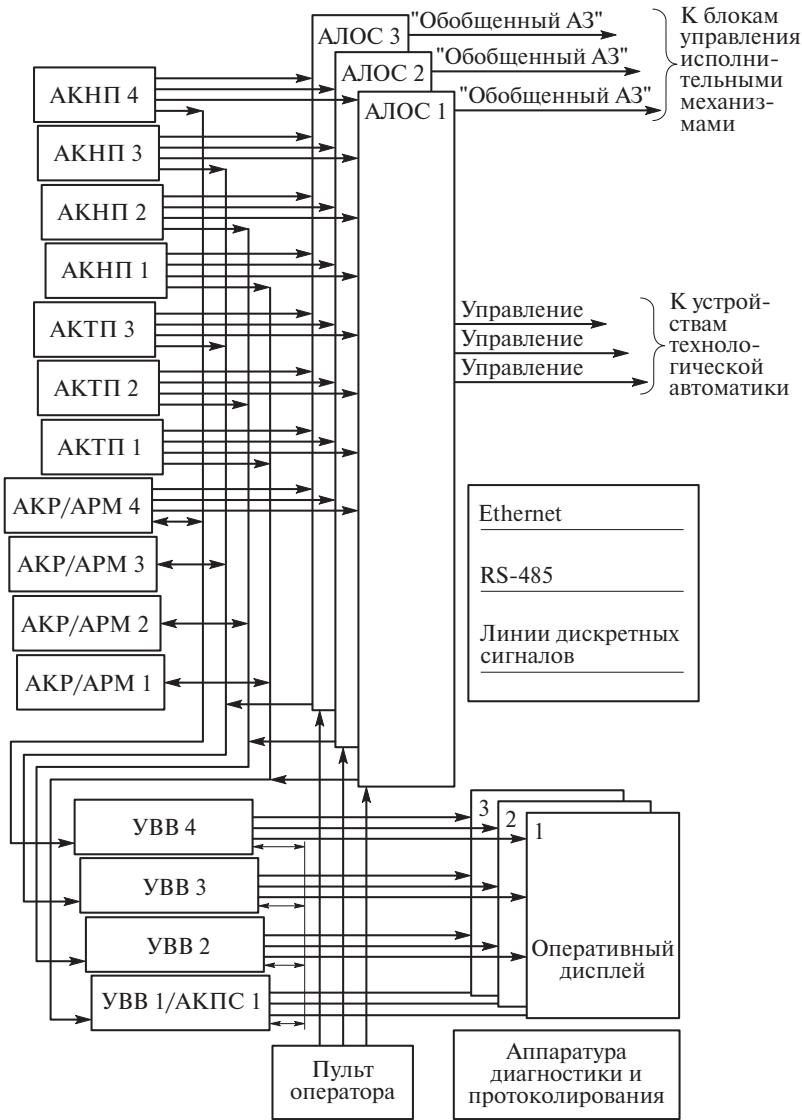 АЛОС 3
"Обобщенный АЗ"
АЛОС 2
"Обобщенный АЗ"
АЛОС 1
"Обобщенный АЗ"
К блокам
управления
исполни-
тельными
механиз-
мами
АКНП 4
АКНП 3
АКНП 2
АКНП 1
АКТП 3
АКТП 2
АКТП 1
АКР/АРМ 4
АКР/АРМ 3
АКР/АРМ 2
АКР/АРМ 1
Управление
Управление
Управление
К устрой-
ствам
техноло-
гической
автоматики
Ethernet
RS-485
Линии дискретных
сигналов
УВВ 4
УВВ 3
УВВ 2
УВВ 1/АКПС 1
3
2
1
Оперативный
дисплей
Пульт
оператора
Аппаратура
диагностики и
протоколирования